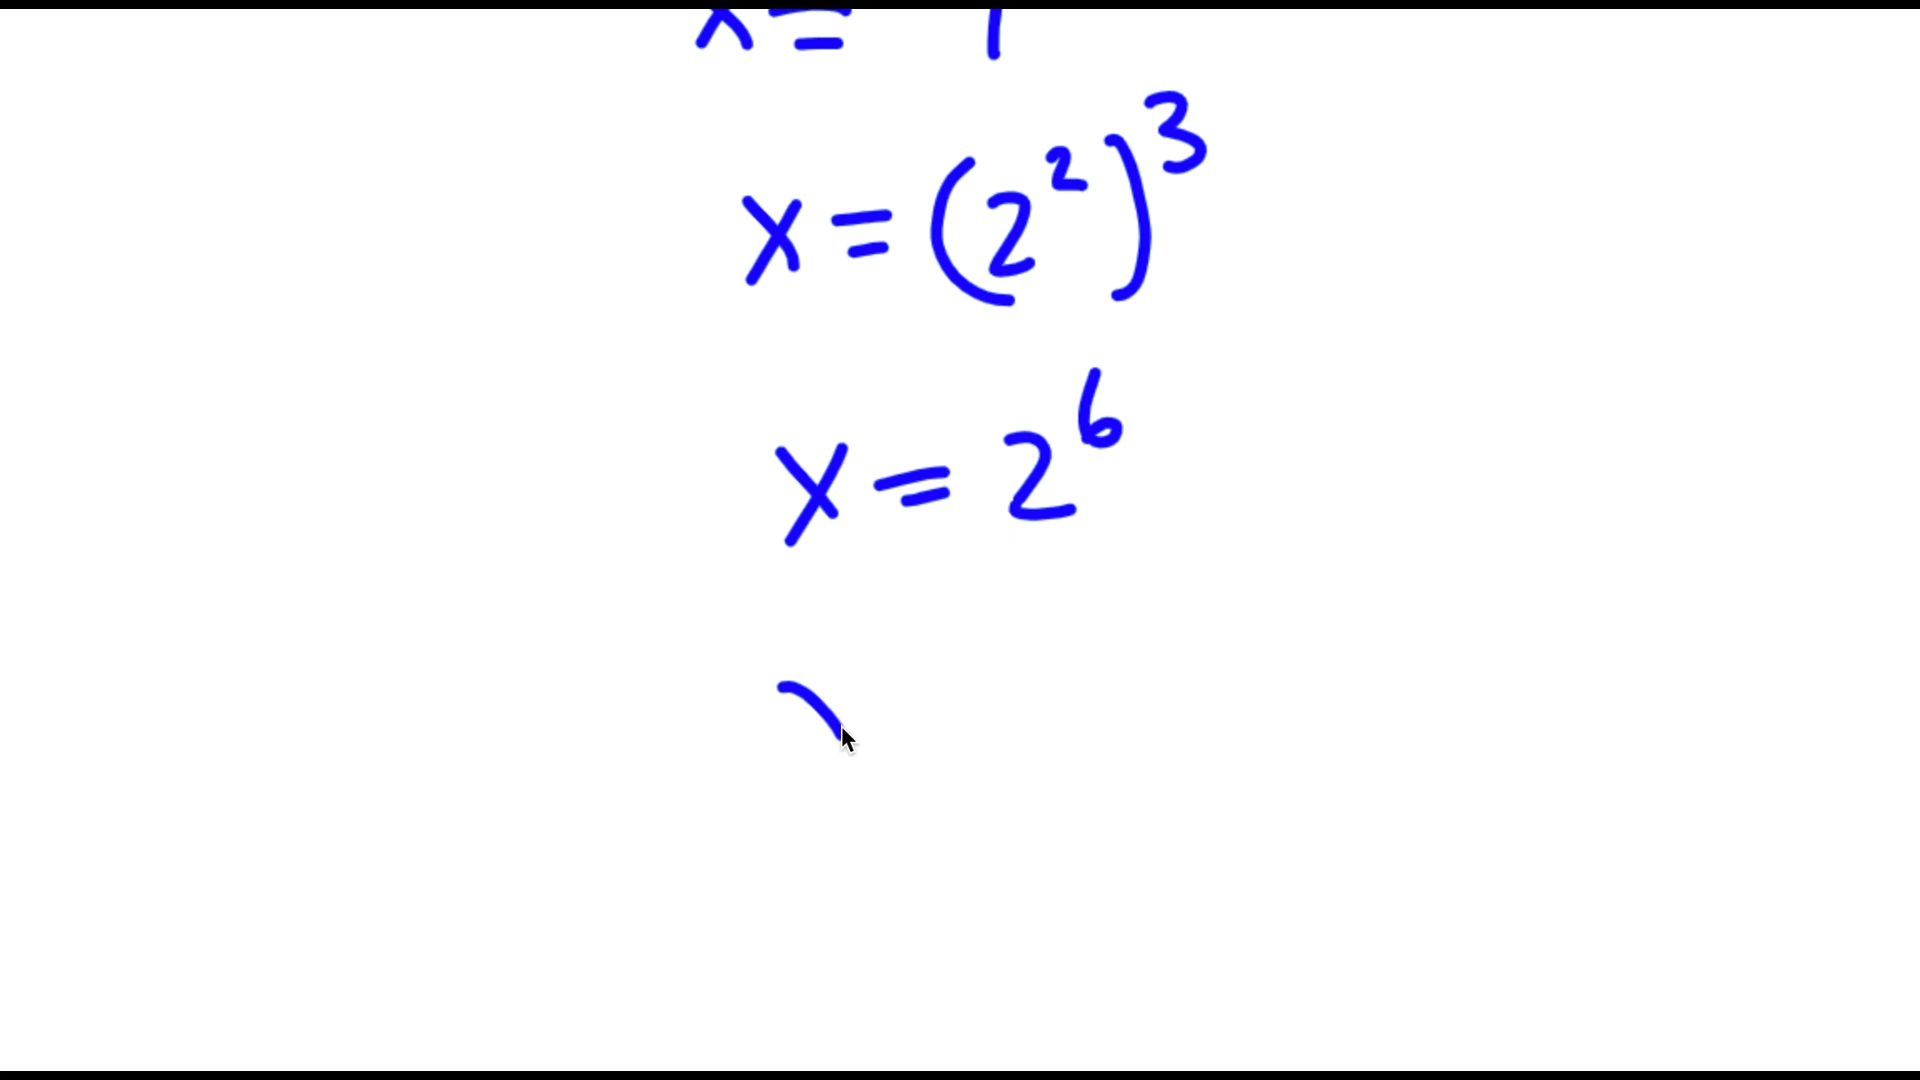 x =
x = (2²)³
x = 2⁶